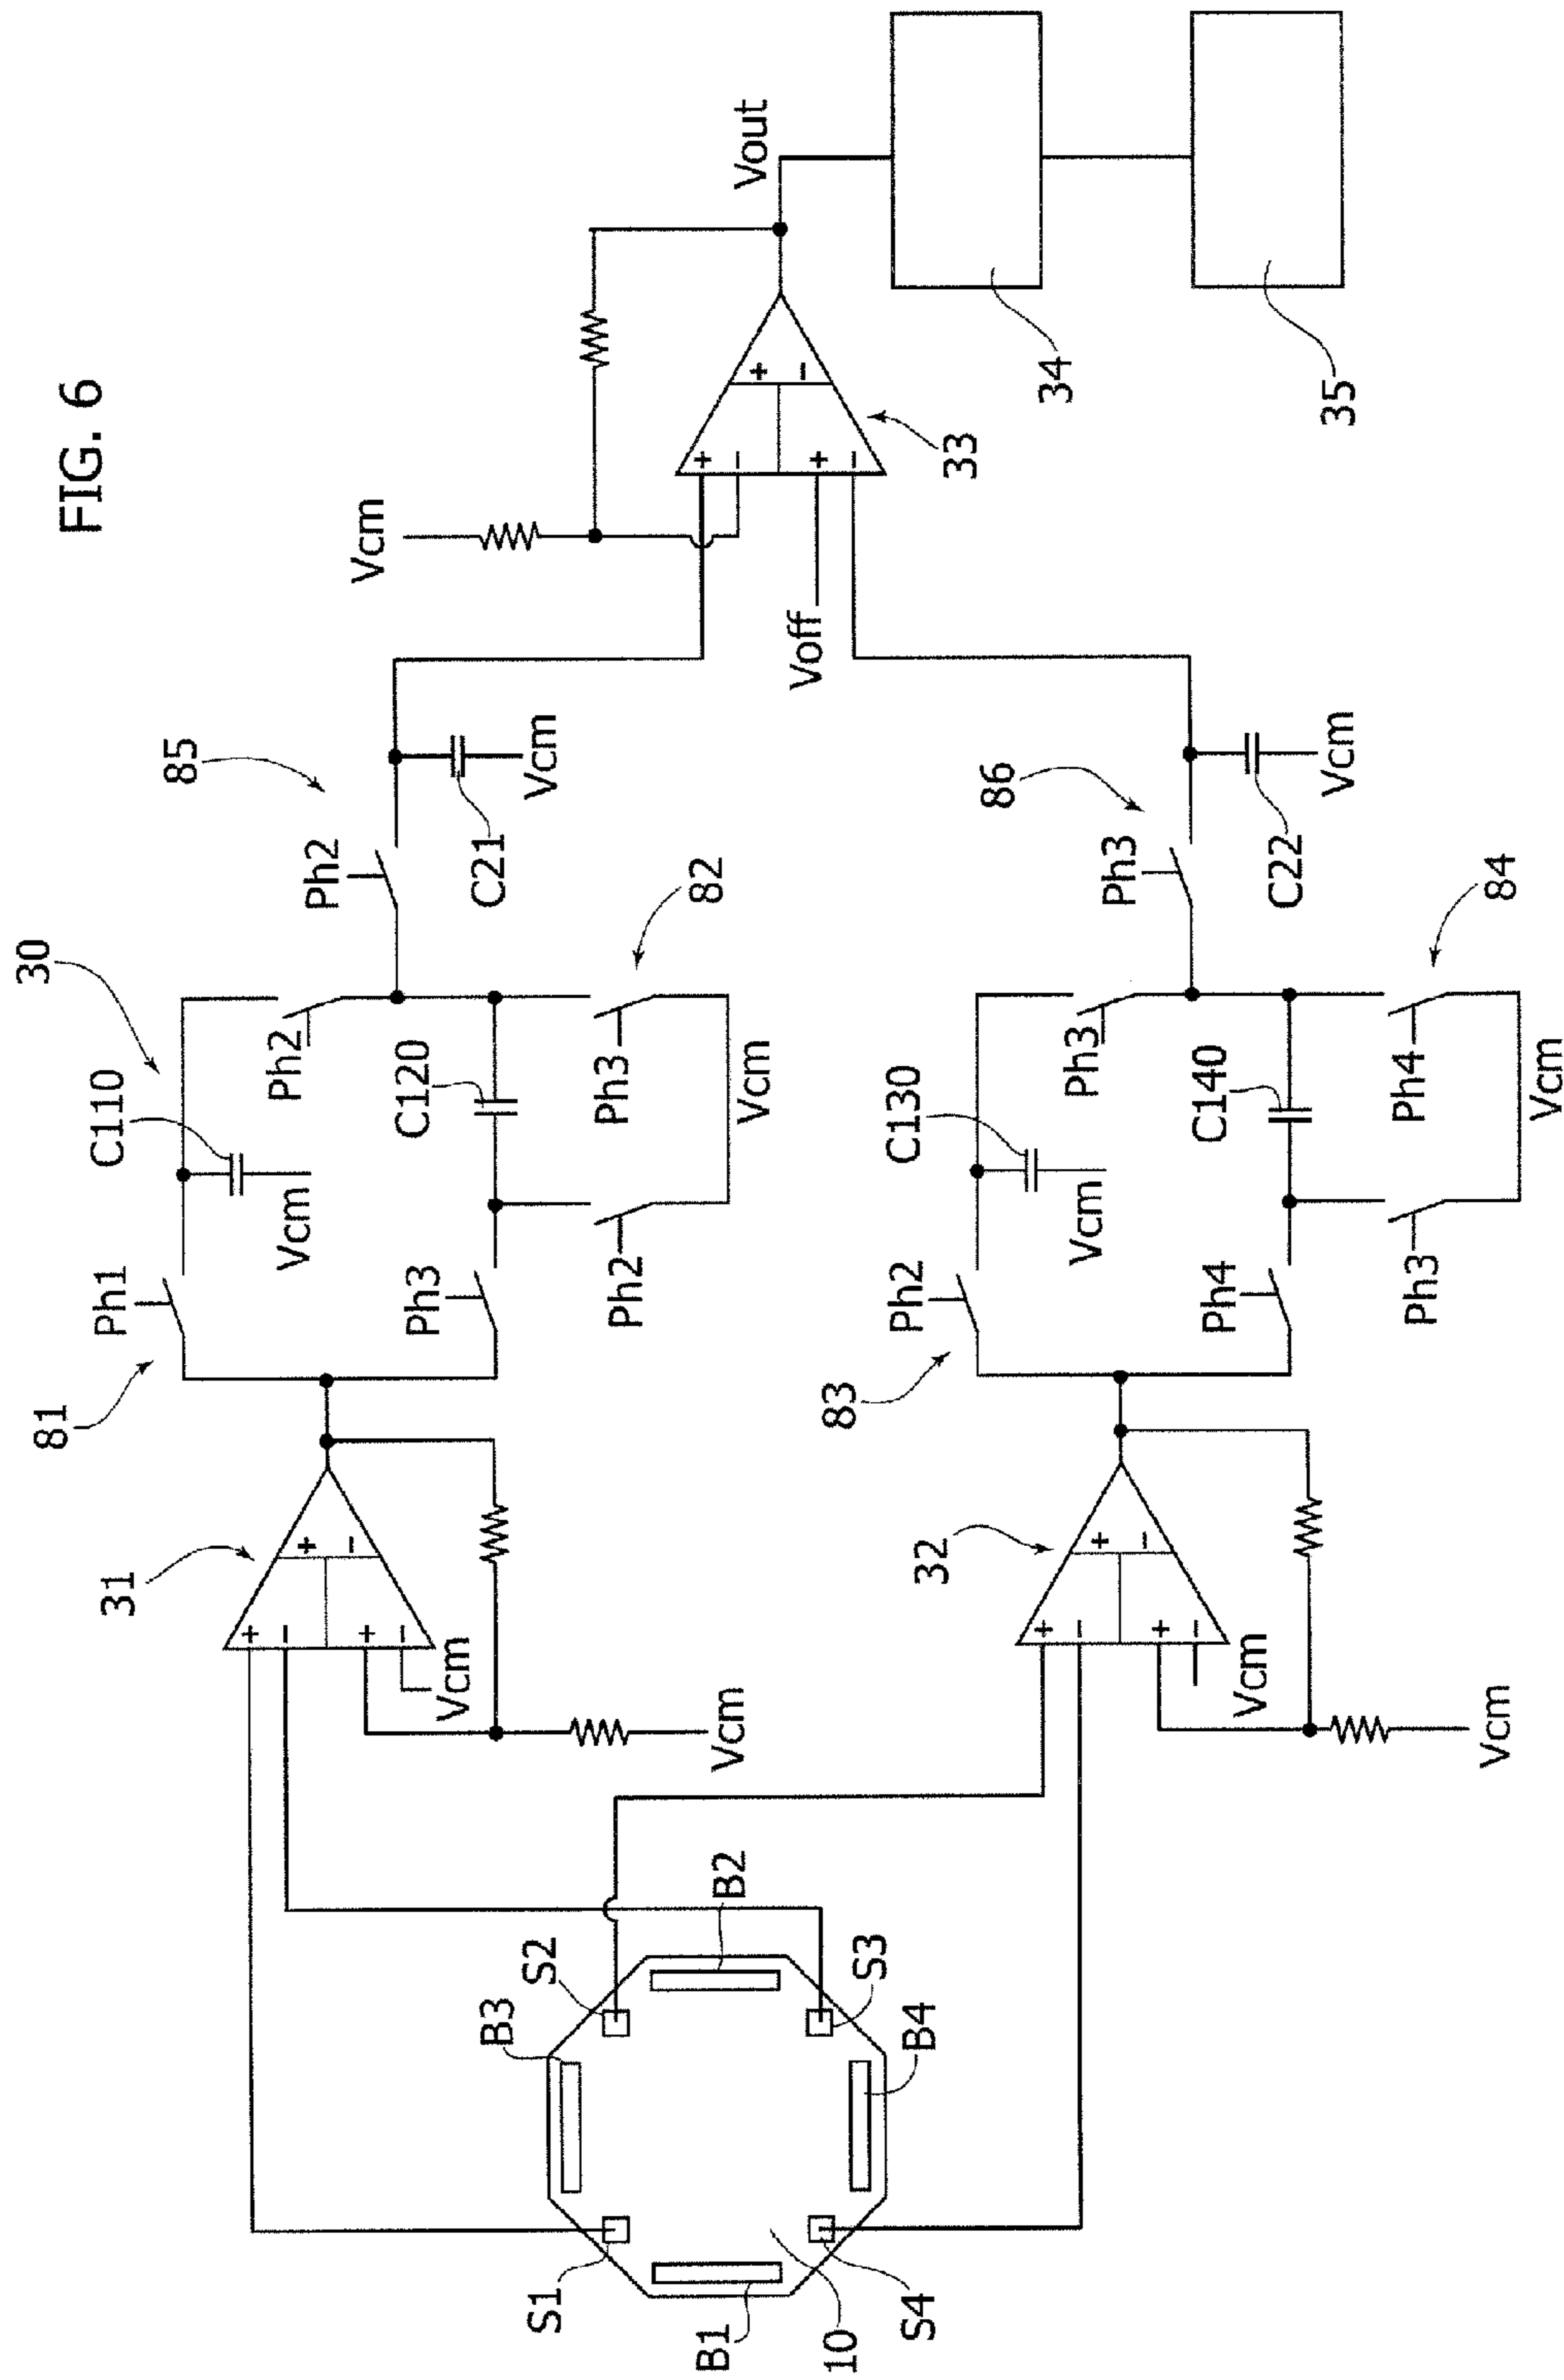 FIG. 6
30
81
Ph1
C110
Vcm
Ph2
Ph3
C120
Ph2
Ph3
Vcm
82
85
Ph2
C21
Vcm
31
+
−
+
−
+
−
Vcm
Vcm
Vcm
+
−
+
−
+
−
Voff
33
Vout
34
35
S1
B3
S2
B2
S3
B4
S4
10
B1
32
+
−
+
−
+
−
Vcm
Vcm
83
Ph2
C130
Vcm
Ph3
Ph4
C140
Ph3
Ph4
Vcm
84
86
Ph3
C22
Vcm